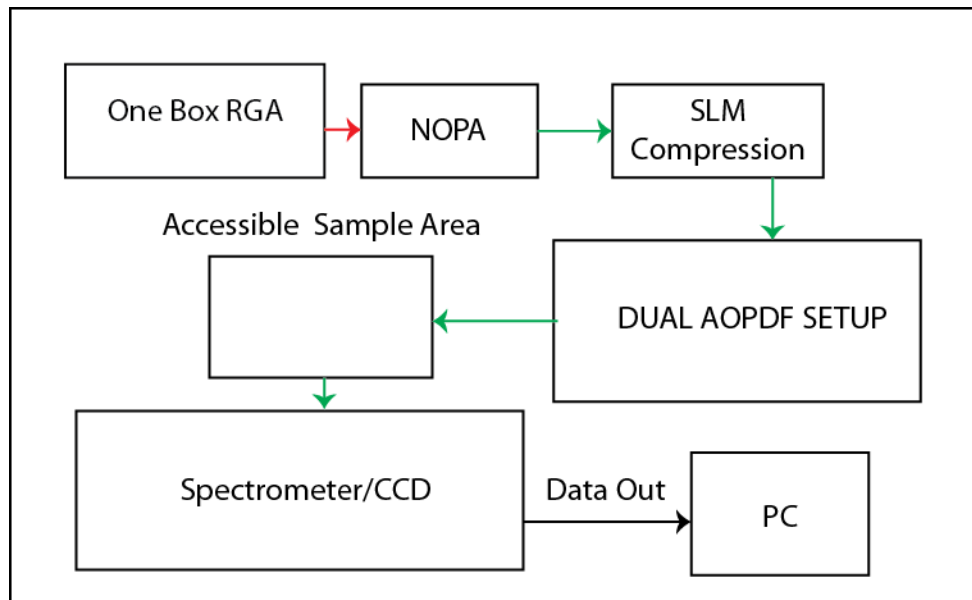 One Box RGA
NOPA
SLM
Compression
Accessible Sample Area
DUAL AOPDF SETUP
Spectrometer/CCD
Data Out
PC